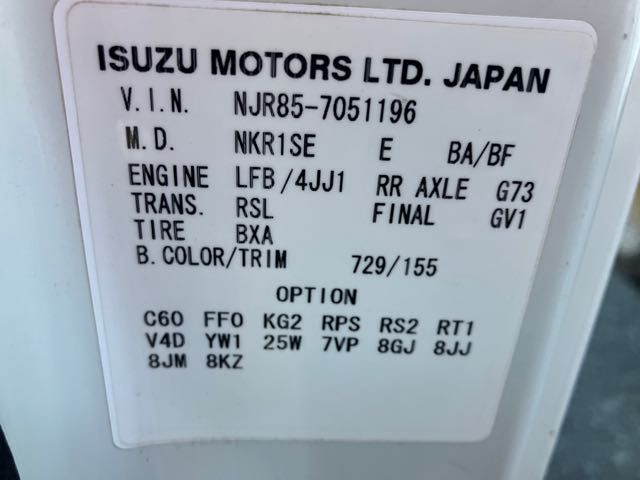 ISUZU MOTORS LTD. JAPAN
V.I.N. NJR85-7051196
M.D. NKR1SE E BA/BF
ENGINE LFB/4JJ1 RR AXLE G73
TRANS. RSL FINAL GV1
TIRE BXA
B.COLOR/TRIM 729/155
OPTION
C60 FF0 KG2 RPS RS2 RT1
V4D YW1 25W 7VP 8GJ 8JJ
8JM 8KZ